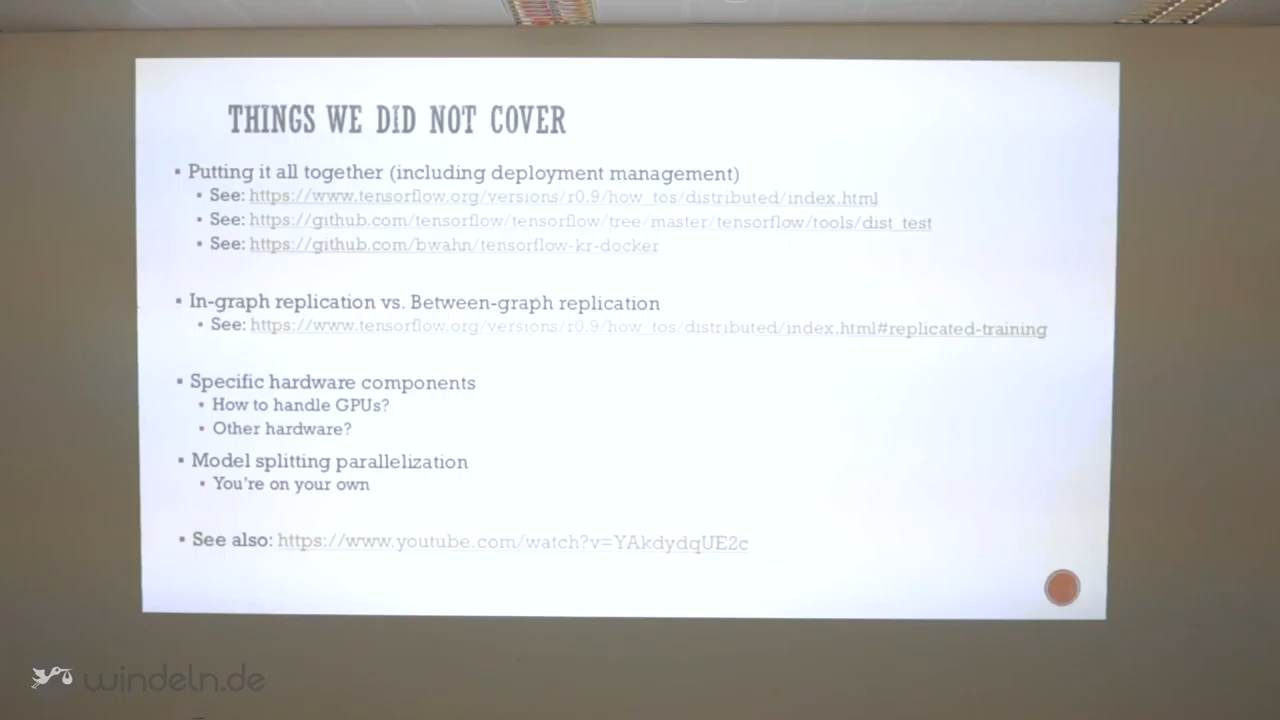 THINGS WE DID NOT COVER
▪ Putting it all together (including deployment management)
▪ See: https://www.tensorflow.org/versions/r0.9/how_tos/distributed/index.html
▪ See: https://github.com/tensorflow/tensorflow/tree/master/tensorflow/tools/dist_test
▪ See: https://github.com/bwahn/tensorflow-kr-docker
▪ In-graph replication vs. Between-graph replication
▪ See: https://www.tensorflow.org/versions/r0.9/how_tos/distributed/index.html#replicated-training
▪ Specific hardware components
▪ How to handle GPUs?
▪ Other hardware?
▪ Model splitting parallelization
▪ You're on your own
▪ See also: https://www.youtube.com/watch?v=YAkdydqUE2c
windeln.de